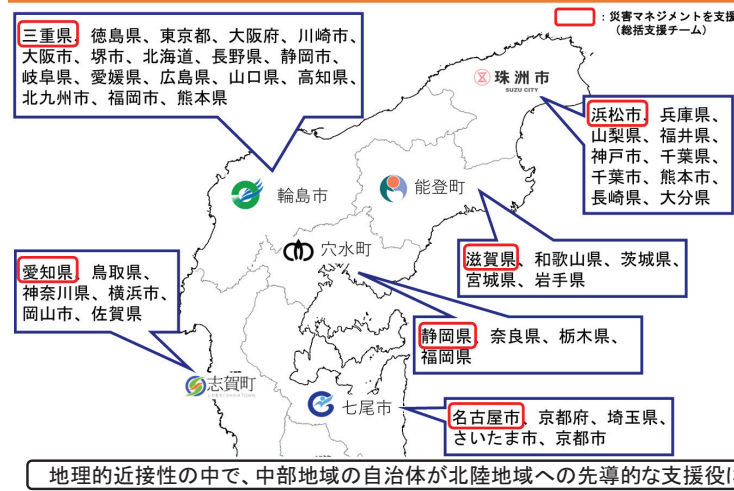 ：災害マネジメントを支援
（総括支援チーム）
三重県、徳島県、東京都、大阪府、川崎市、
大阪市、堺市、北海道、長野県、静岡市、
岐阜県、愛媛県、広島県、山口県、高知県、
北九州市、福岡市、熊本県
珠洲市
SUZU CITY
浜松市、兵庫県、
山梨県、福井県、
神戸市、千葉県、
千葉市、熊本市、
長崎県、大分県
輪島市
能登町
穴水町
滋賀県、和歌山県、茨城県、
宮城県、岩手県
愛知県、鳥取県、
神奈川県、横浜市、
岡山市、佐賀県
静岡県、奈良県、栃木県、
福岡県
志賀町
七尾市
名古屋市、京都府、埼玉県、
さいたま市、京都市
地理的近接性の中で、中部地域の自治体が北陸地域への先導的な支援役